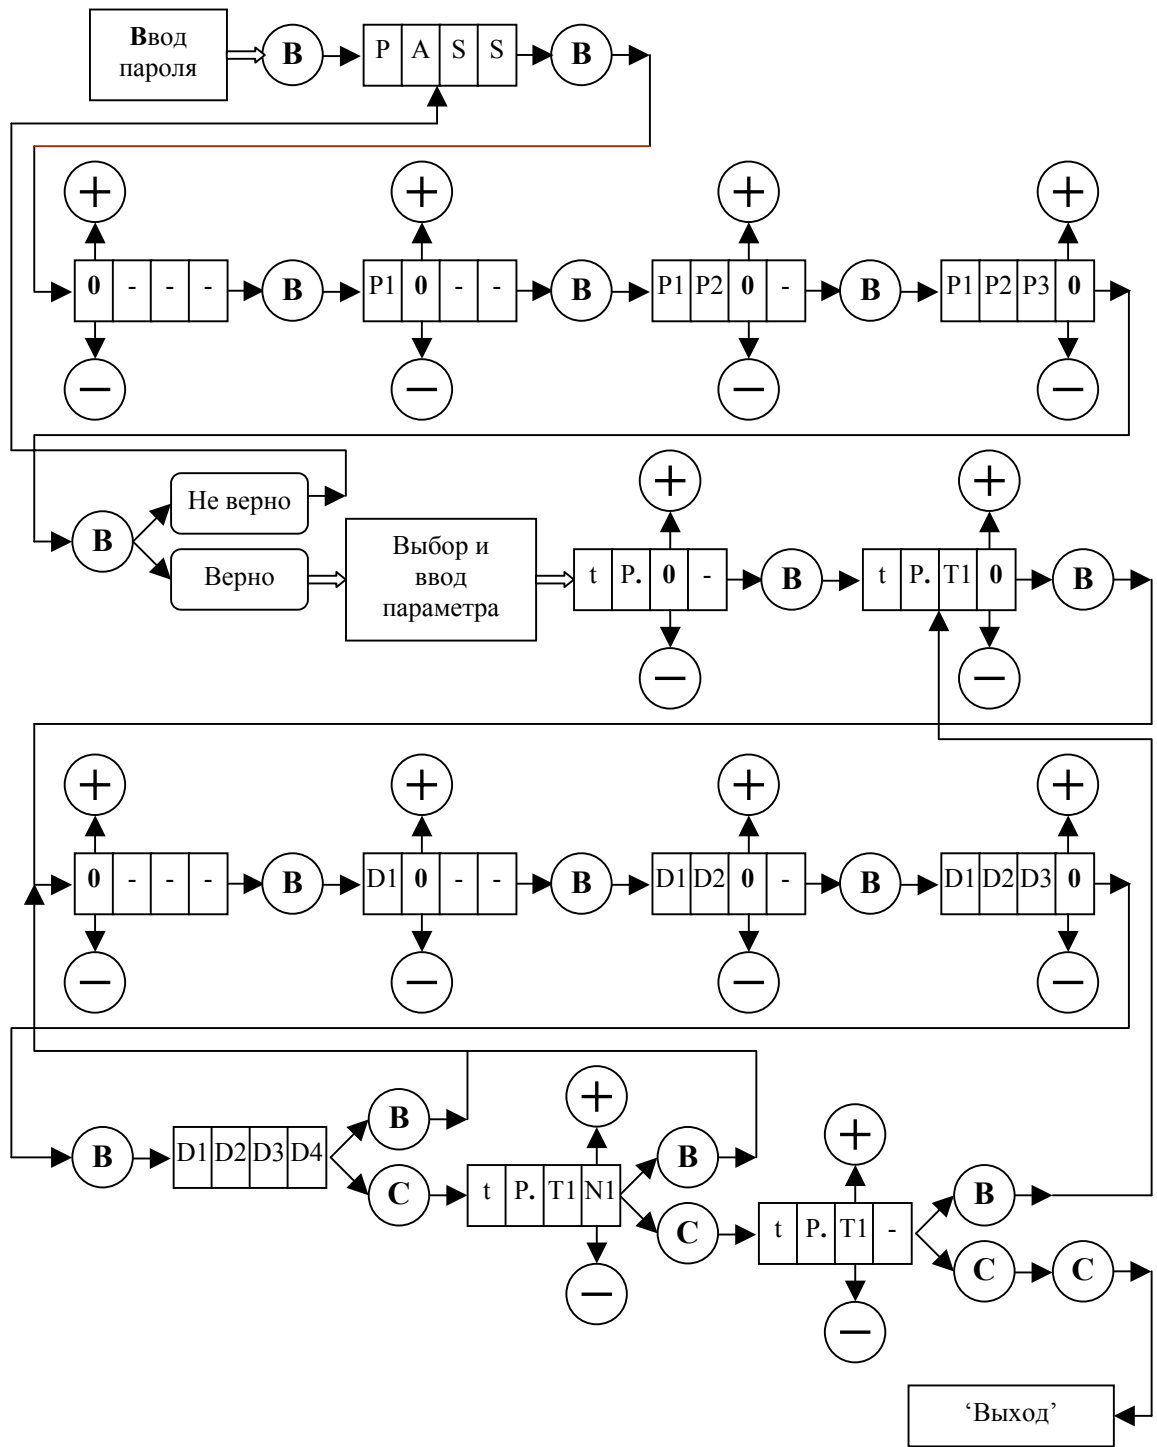 Ввод
пароля
В
P A S S
В
+ + + +
0 - - -
В
P1 0 - -
В
P1 P2 0 -
В
P1 P2 P3 0
− − − −
+ +
Не верно
В
Верно
Выбор и
ввод
параметра
t P. 0 -
В
t P. T1 0
В
− −
+ + + +
0 - - -
В
D1 0 - -
В
D1 D2 0 -
В
D1 D2 D3 0
− − − −
В
D1 D2 D3 D4
В
С
+
t P. T1 N1
−
В
С
+
t P. T1 -
−
В
С
С
‘Выход’